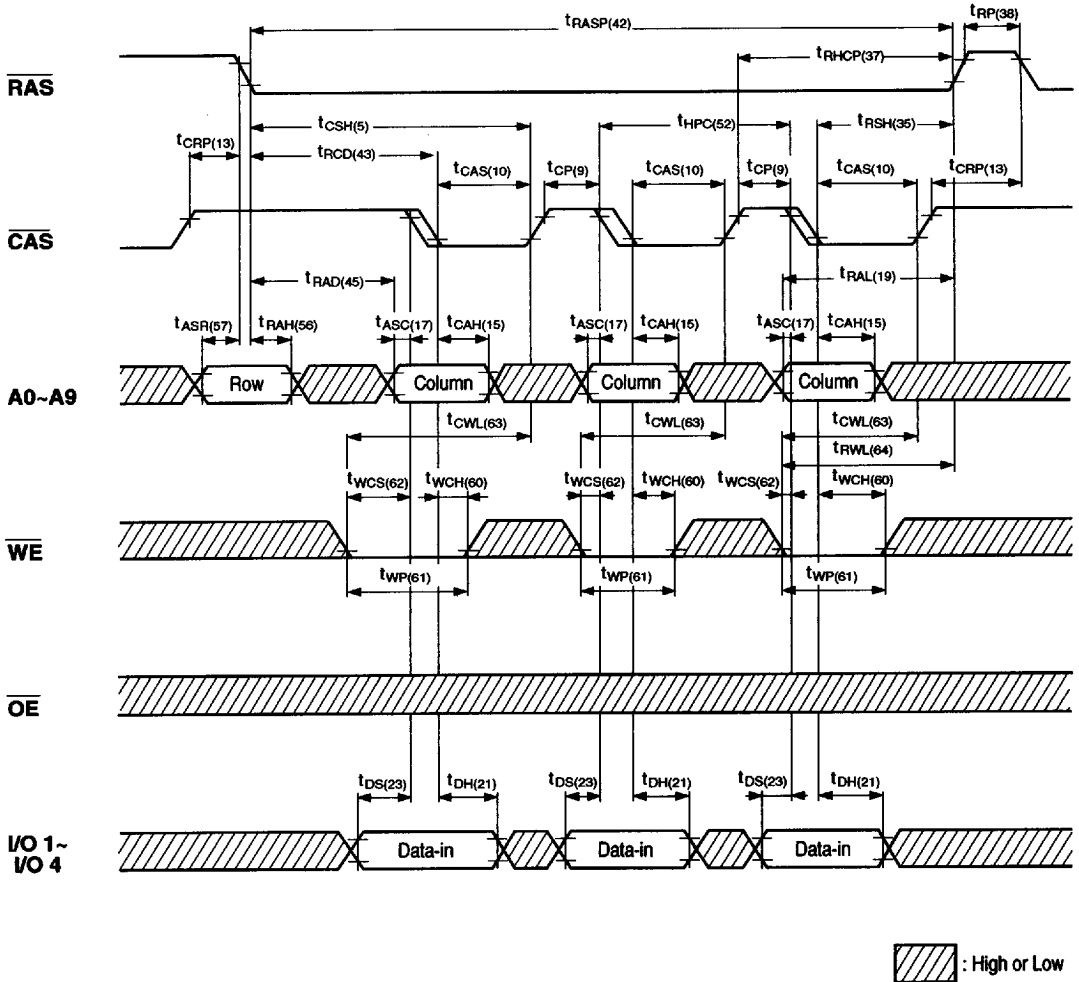 tRASP(42)
tRP(38)
tRHCP(37)
RAS
tCSH(5)
tHPC(52)
tRSH(35)
tCRP(13)
tRCD(43)
tCAS(10)
tCP(9)
tCAS(10)
tCP(9)
tCAS(10)
tCRP(13)
CAS
tRAD(45)
tRAL(19)
tASR(57)
tRAH(56)
tASC(17)
tCAH(15)
tASC(17)
tCAH(15)
tASC(17)
tCAH(15)
A0~A9
Row
Column
Column
Column
tCWL(63)
tCWL(63)
tCWL(63)
tRWL(64)
tWCS(62)
tWCH(60)
tWCS(62)
tWCH(60)
tWCS(62)
tWCH(60)
WE
tWP(61)
tWP(61)
tWP(61)
OE
tDS(23)
tDH(21)
tDS(23)
tDH(21)
tDS(23)
tDH(21)
I/O 1~
I/O 4
Data-in
Data-in
Data-in
: High or Low